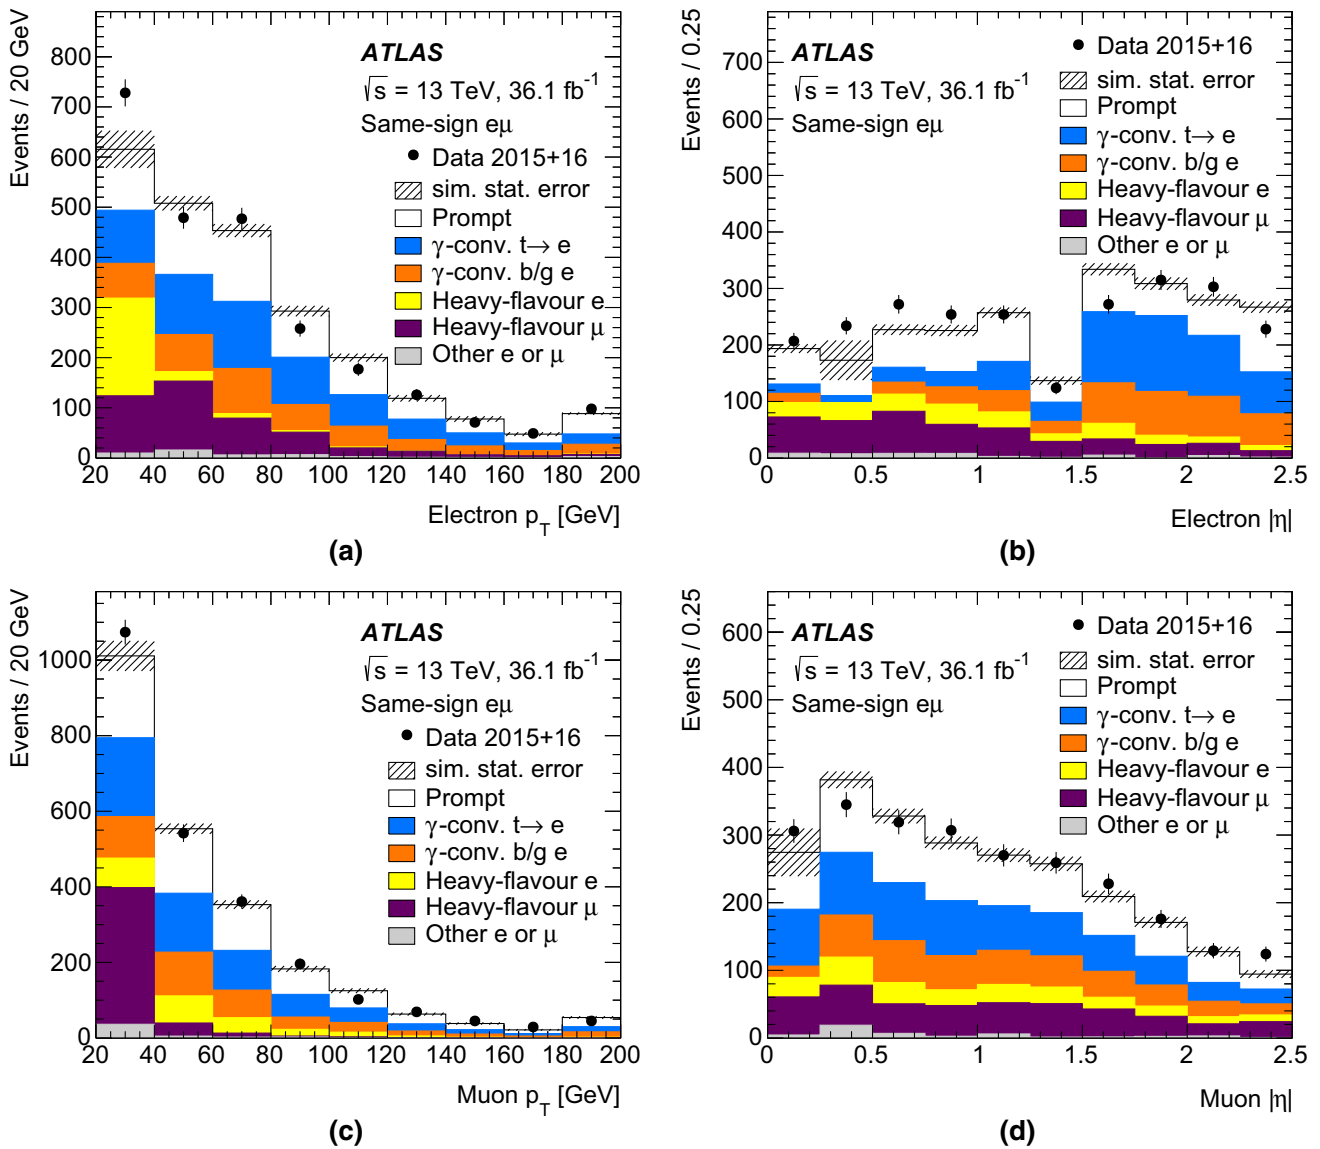 Events / 20 GeV
800
700
600
500
400
300
200
100
0
ATLAS
√s = 13 TeV, 36.1 fb⁻¹
Same-sign eμ
Data 2015+16
sim. stat. error
Prompt
γ-conv. t→ e
γ-conv. b/g e
Heavy-flavour e
Heavy-flavour μ
Other e or μ
20 40 60 80 100 120 140 160 180 200
Electron p_T [GeV]
(a)
Events / 0.25
700
600
500
400
300
200
100
0
ATLAS
√s = 13 TeV, 36.1 fb⁻¹
Same-sign eμ
Data 2015+16
sim. stat. error
Prompt
γ-conv. t→ e
γ-conv. b/g e
Heavy-flavour e
Heavy-flavour μ
Other e or μ
0 0.5 1 1.5 2 2.5
Electron |η|
(b)
Events / 20 GeV
1000
800
600
400
200
0
ATLAS
√s = 13 TeV, 36.1 fb⁻¹
Same-sign eμ
Data 2015+16
sim. stat. error
Prompt
γ-conv. t→ e
γ-conv. b/g e
Heavy-flavour e
Heavy-flavour μ
Other e or μ
20 40 60 80 100 120 140 160 180 200
Muon p_T [GeV]
(c)
Events / 0.25
600
500
400
300
200
100
0
ATLAS
√s = 13 TeV, 36.1 fb⁻¹
Same-sign eμ
Data 2015+16
sim. stat. error
Prompt
γ-conv. t→ e
γ-conv. b/g e
Heavy-flavour e
Heavy-flavour μ
Other e or μ
0 0.5 1 1.5 2 2.5
Muon |η|
(d)